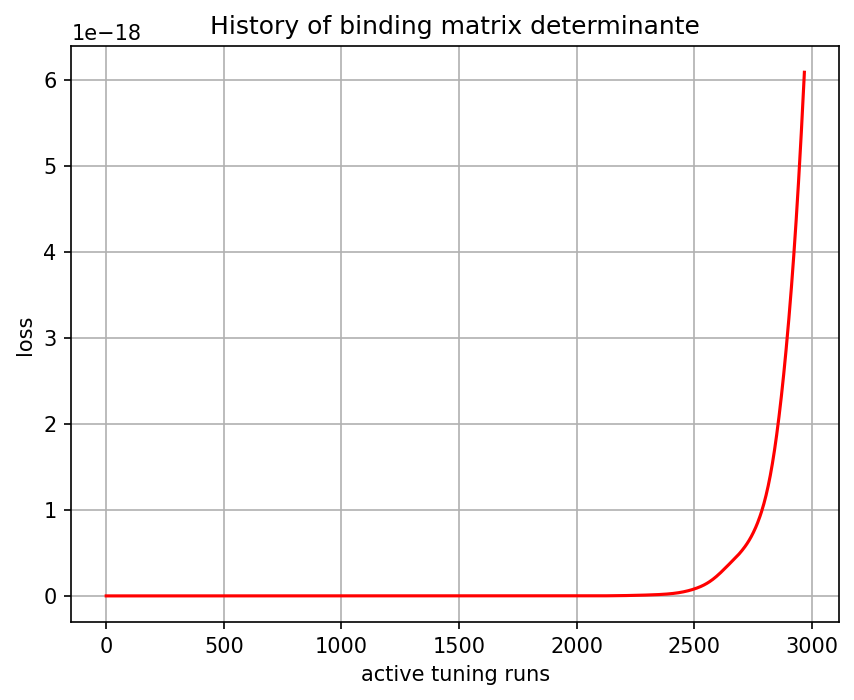 History of binding matrix determinante
1e−18
6
5
4
3
2
1
0
loss
0 500 1000 1500 2000 2500 3000
active tuning runs